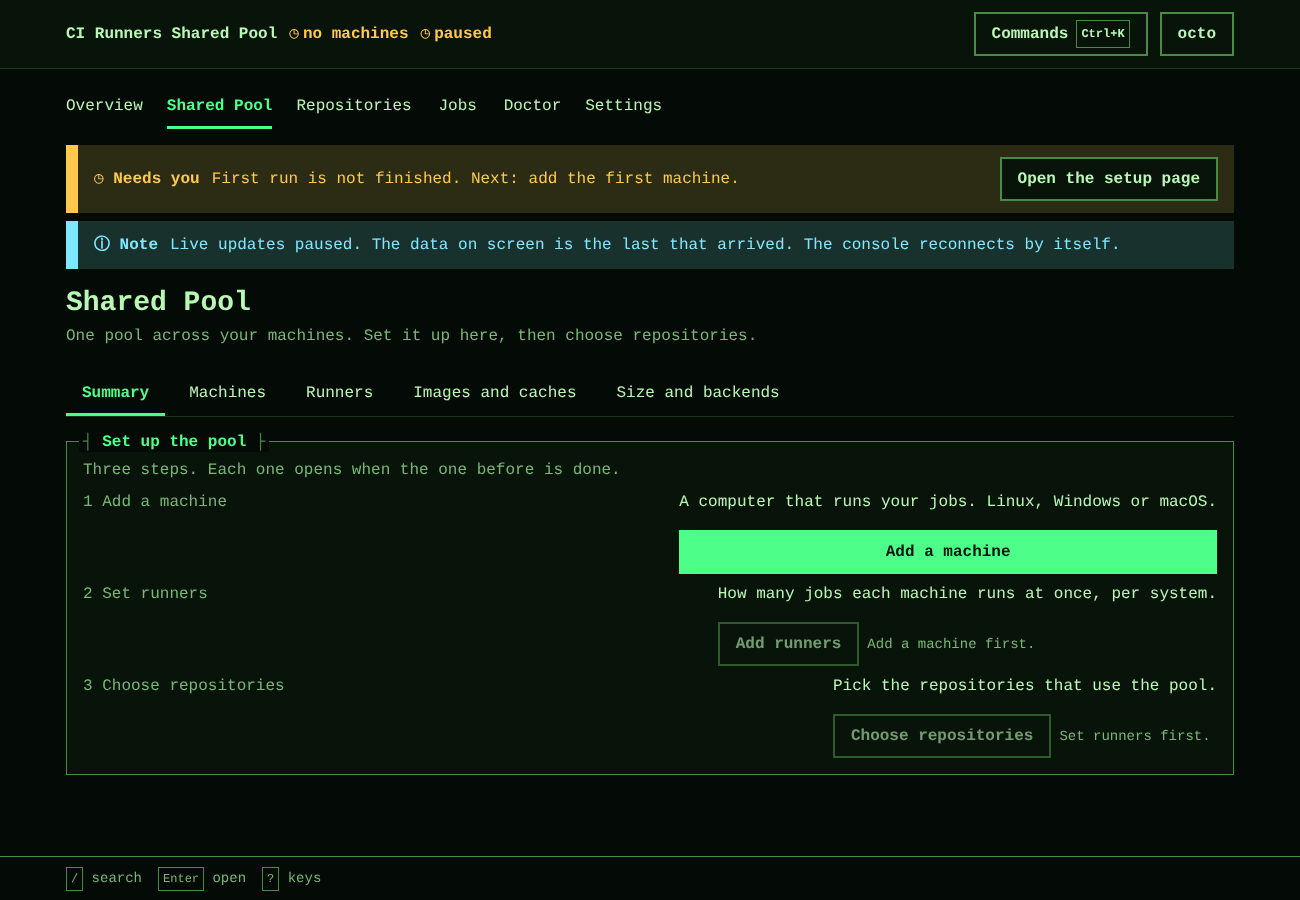 CI Runners Shared Pool ◷ no machines ◷ paused
Commands Ctrl+K octo
Overview Shared Pool Repositories Jobs Doctor Settings
◷ Needs you First run is not finished. Next: add the first machine. Open the setup page
ⓘ Note Live updates paused. The data on screen is the last that arrived. The console reconnects by itself.
Shared Pool
One pool across your machines. Set it up here, then choose repositories.
Summary Machines Runners Images and caches Size and backends
┤ Set up the pool ├
Three steps. Each one opens when the one before is done.
1 Add a machine A computer that runs your jobs. Linux, Windows or macOS.
Add a machine
2 Set runners How many jobs each machine runs at once, per system.
Add runners Add a machine first.
3 Choose repositories Pick the repositories that use the pool.
Choose repositories Set runners first.
/ search Enter open ? keys